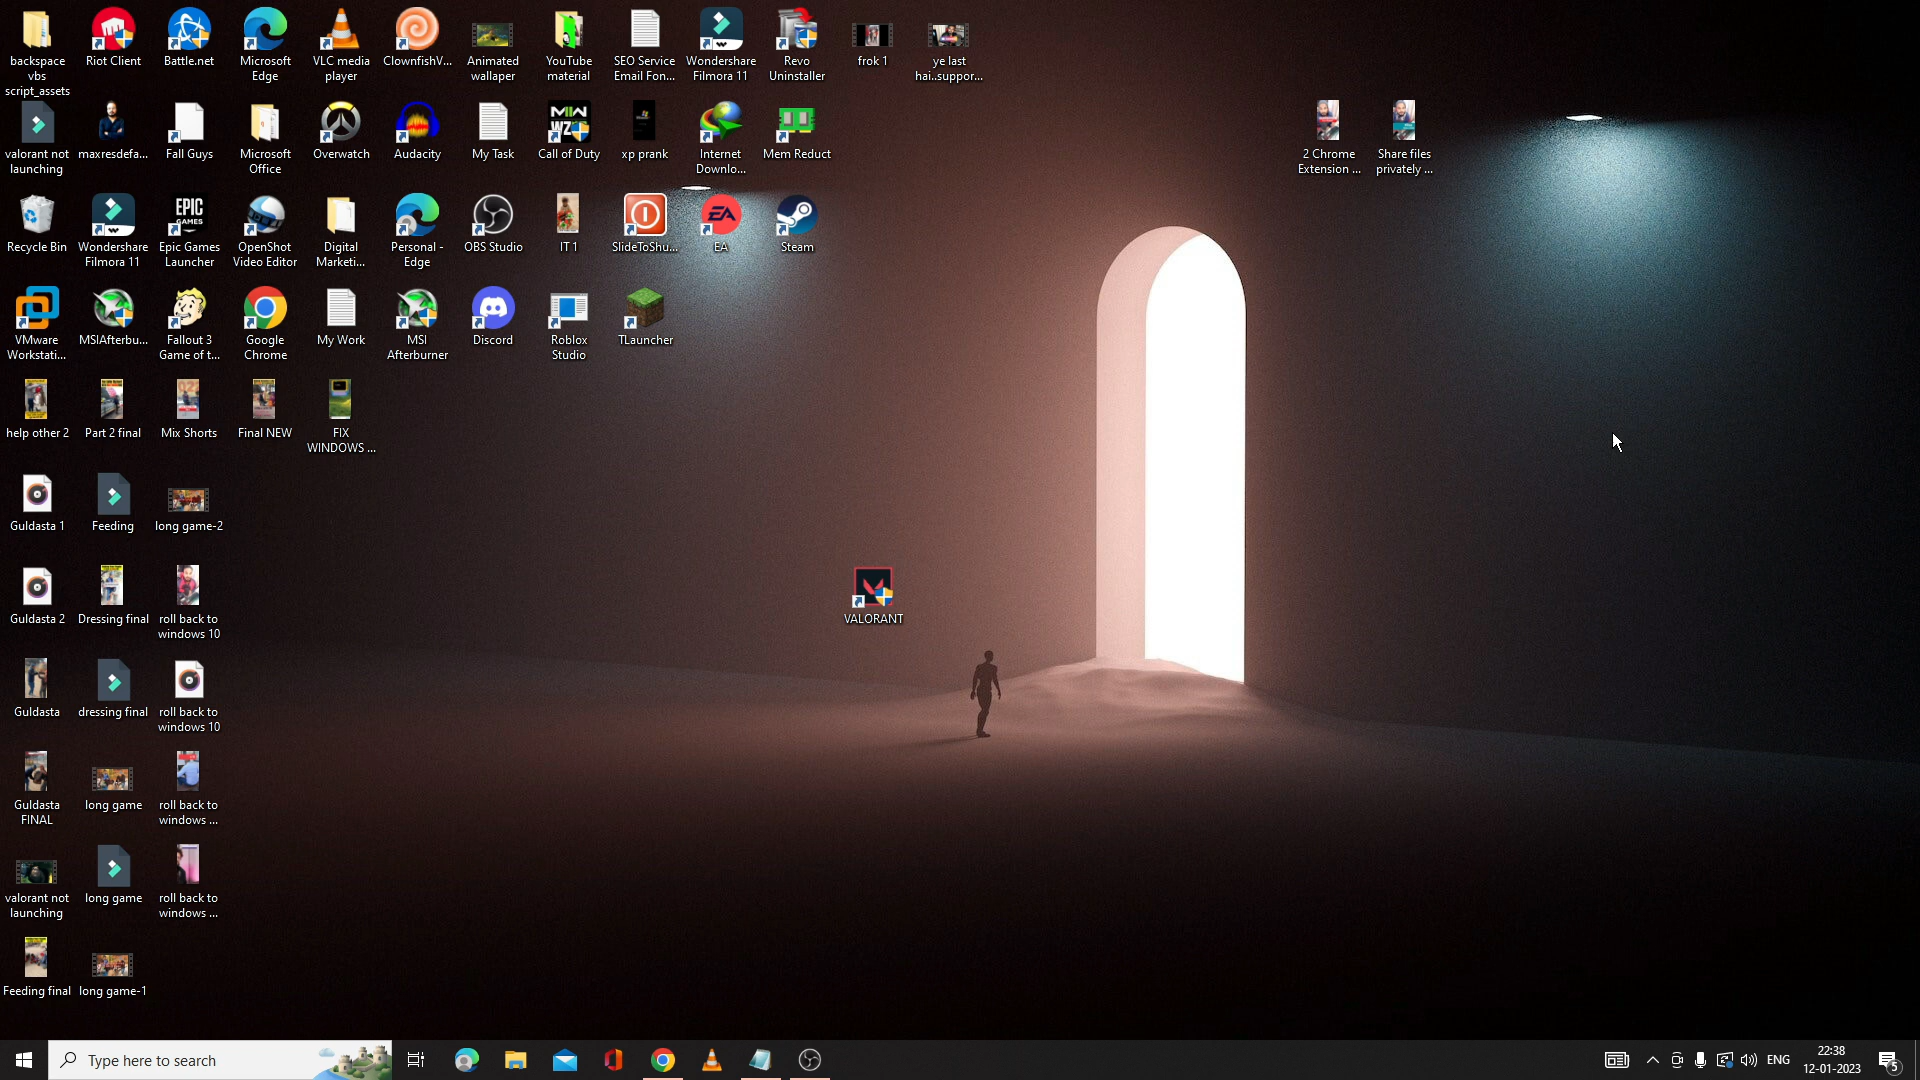 backspace
vbs
script_assets
Riot Client
Battle.net
Microsoft
Edge
VLC media
player
ClownfishV...
Animated
wallaper
YouTube
material
SEO Service
Email Fon...
Wondershare
Filmora 11
Revo
Uninstaller
frok 1
ye last
hai..suppor...
valorant not
launching
maxresdefa...
Fall Guys
Microsoft
Office
Overwatch
Audacity
My Task
MW
WZ
Call of Duty
xp prank
Internet
Downlo...
Mem Reduct
2 Chrome
Extension ...
Share files
privately ...
Recycle Bin
Wondershare
Filmora 11
EPIC
GAMES
Epic Games
Launcher
OpenShot
Video Editor
Digital
Marketi...
Personal -
Edge
OBS Studio
IT 1
SlideToShu...
EA
EA
Steam
VMware
Workstati...
MSIAfterbu...
Fallout 3
Game of t...
Google
Chrome
My Work
MSI
Afterburner
Discord
Roblox
Studio
TLauncher
help other 2
Part 2 final
Mix Shorts
Final NEW
FIX
WINDOWS ...
Guldasta 1
Feeding
long game-2
Guldasta 2
Dressing final
roll back to
windows 10
VALORANT
Guldasta
dressing final
roll back to
windows 10
Guldasta
FINAL
long game
roll back to
windows ...
valorant not
launching
long game
roll back to
windows ...
Feeding final
long game-1
Type here to search
ENG
22:38
12-01-2023
5